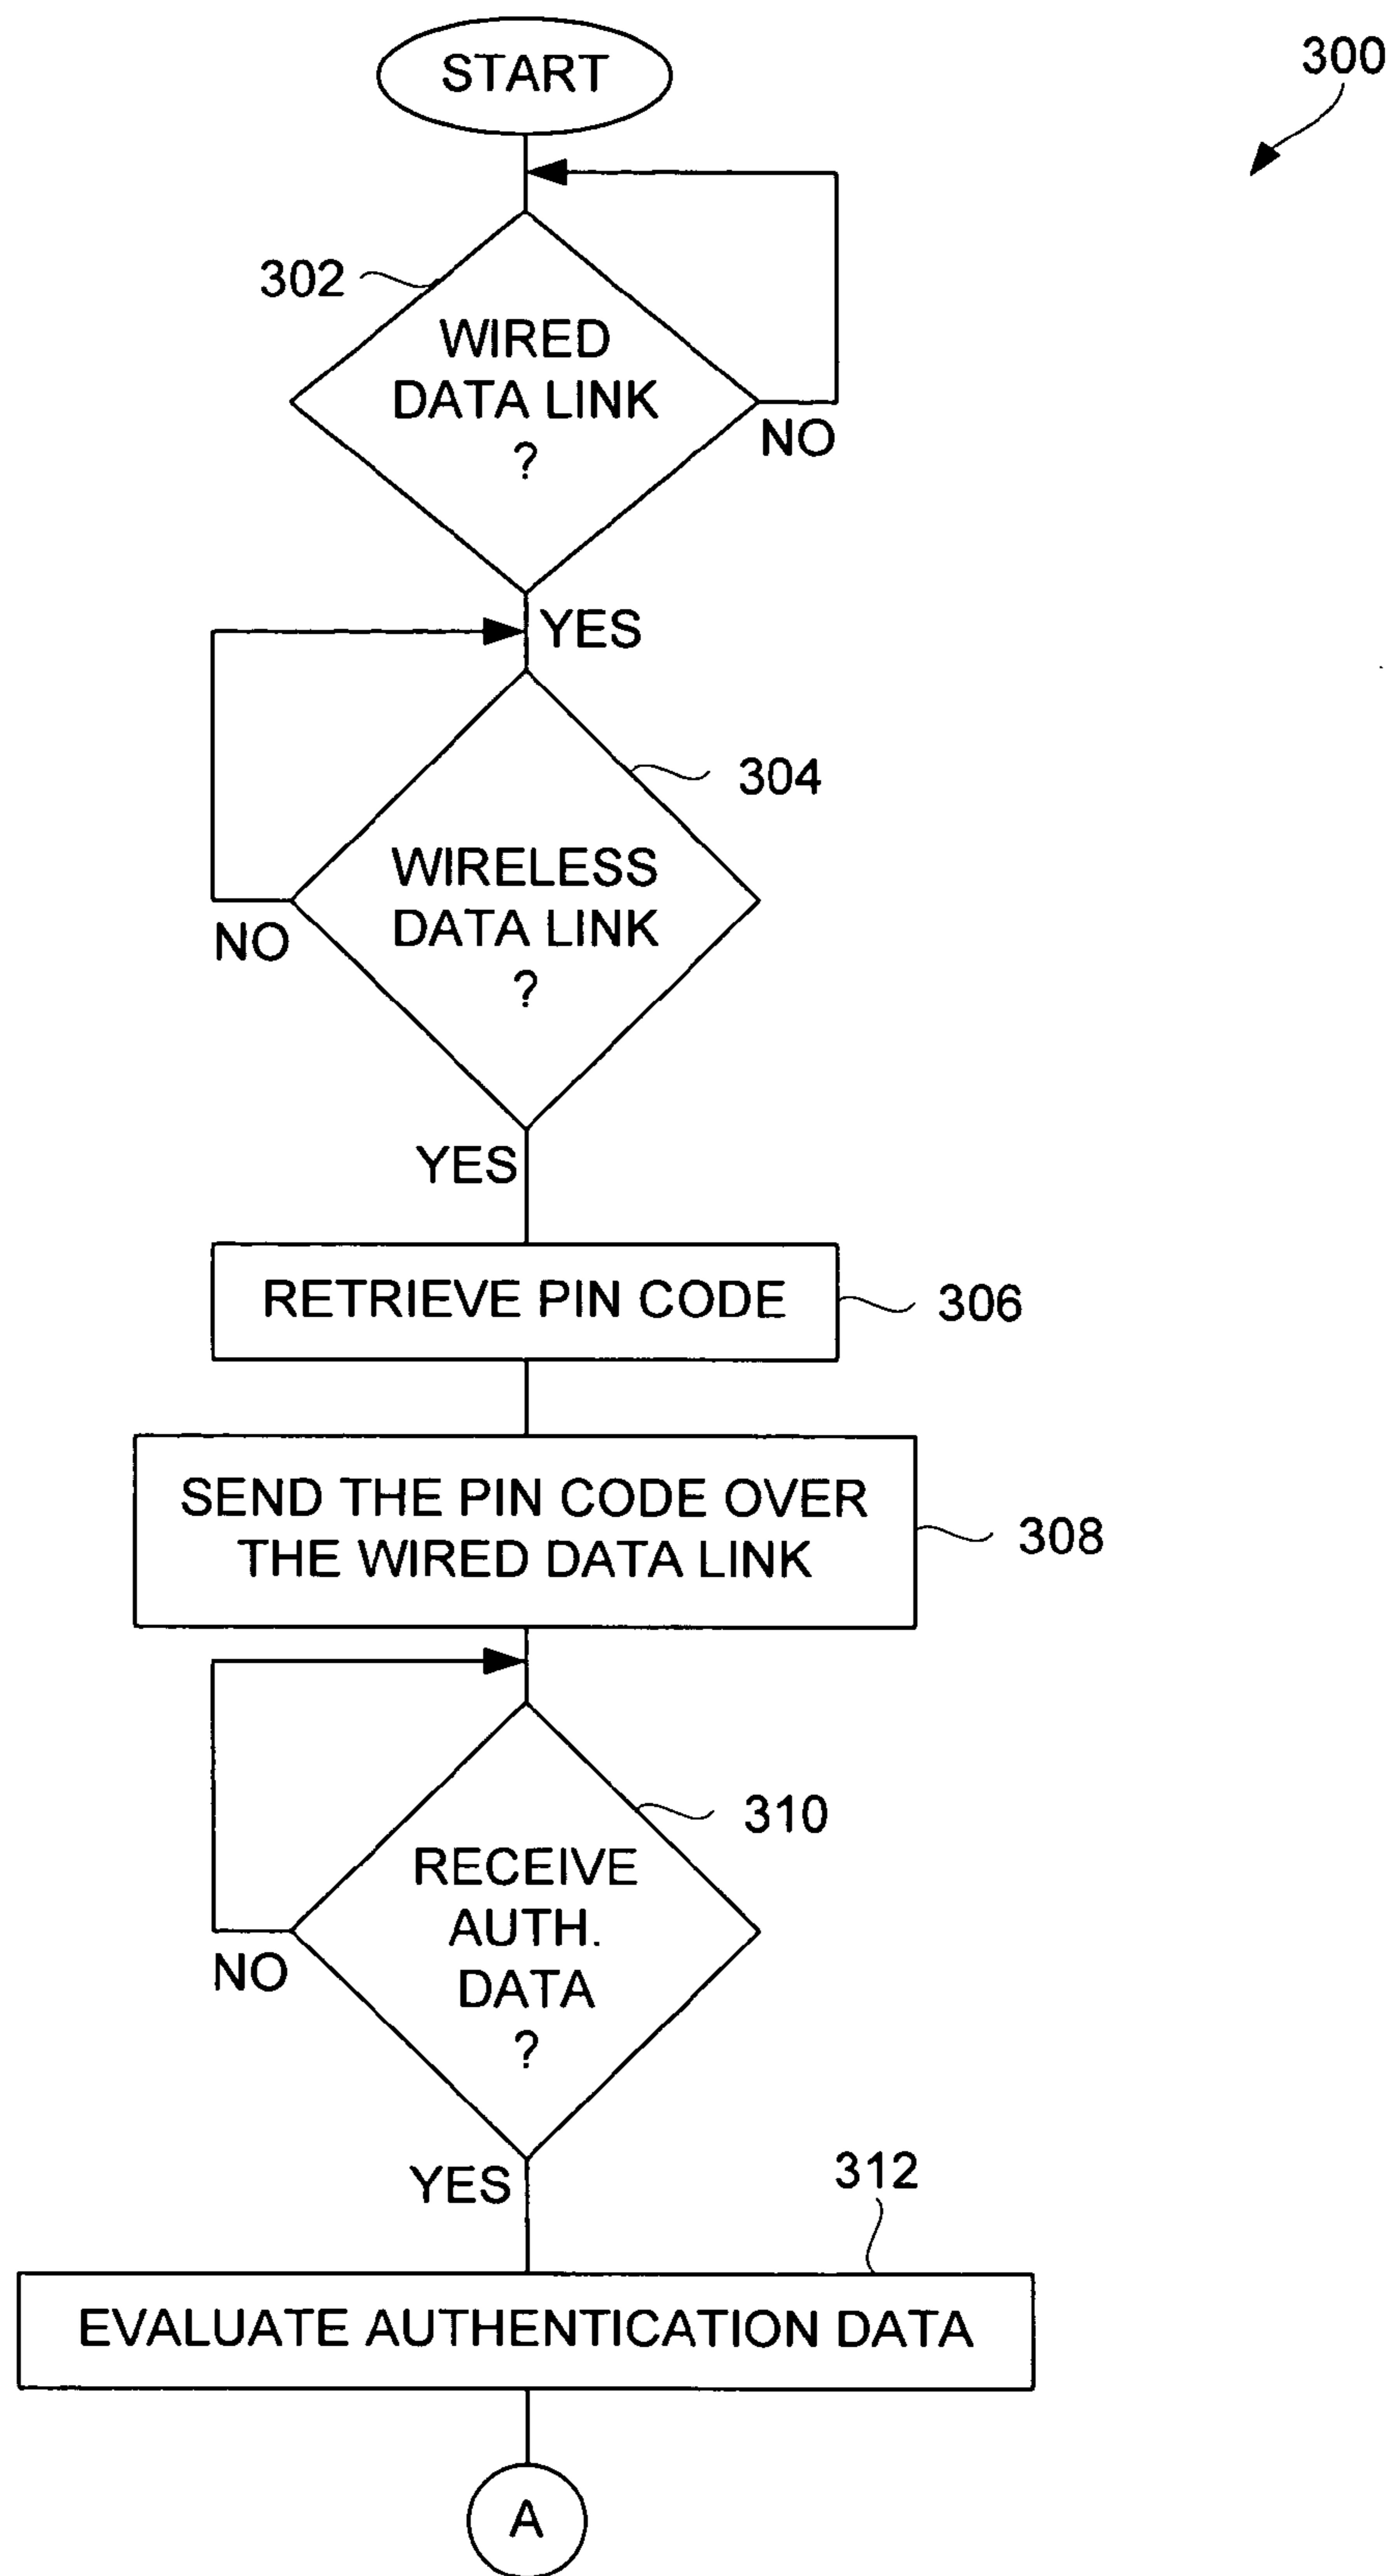 START
300
302
WIRED
DATA LINK
?
NO
YES
304
WIRELESS
DATA LINK
?
NO
YES
RETRIEVE PIN CODE
306
SEND THE PIN CODE OVER
THE WIRED DATA LINK
308
310
RECEIVE
AUTH.
DATA
?
NO
YES
312
EVALUATE AUTHENTICATION DATA
A